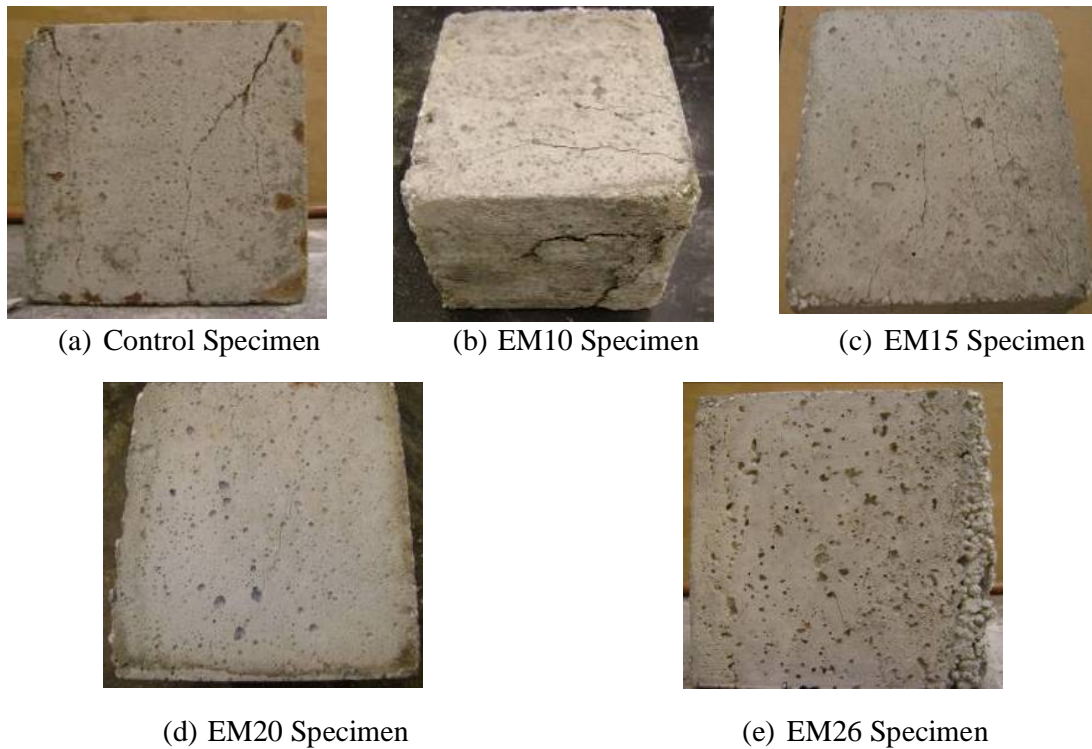 (a) Control Specimen
(b) EM10 Specimen
(c) EM15 Specimen
(d) EM20 Specimen
(e) EM26 Specimen